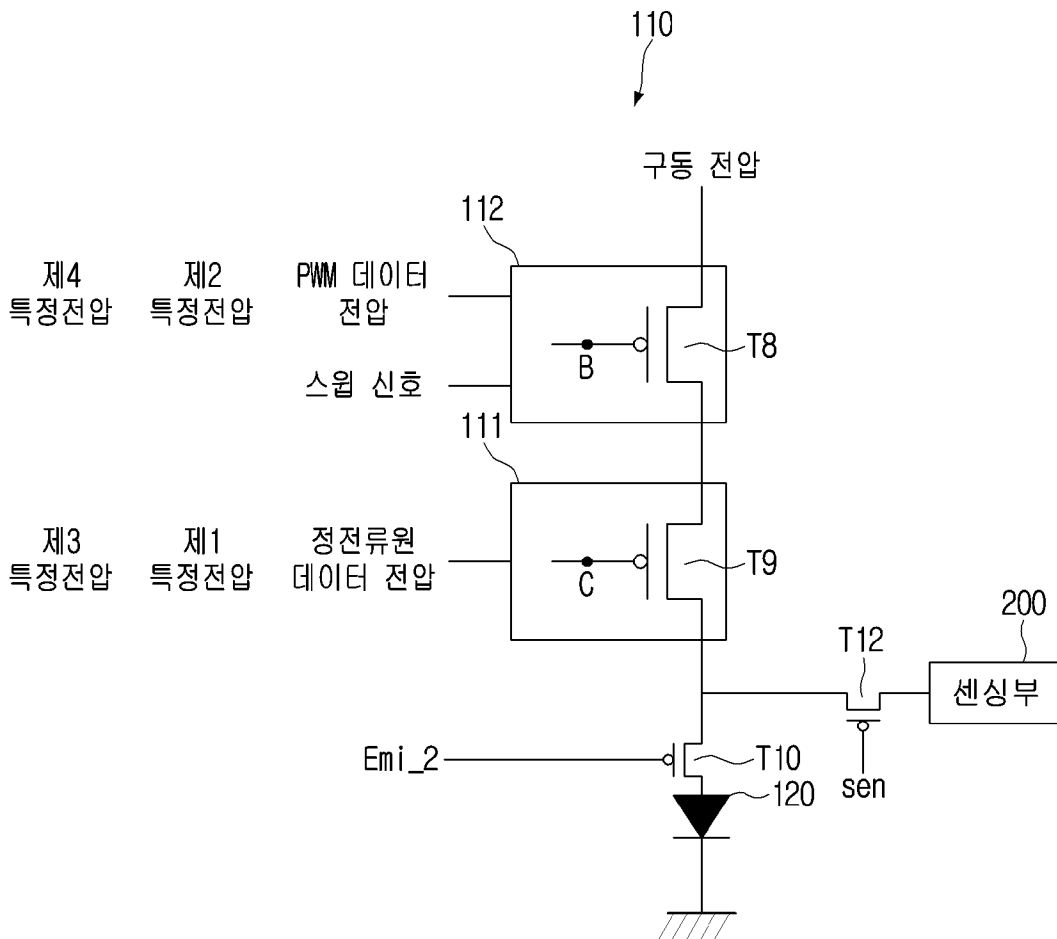 110
구동 전압
112
제4
특정전압
제2
특정전압
PWM 데이터
전압
스윕 신호
B
T8
111
제3
특정전압
제1
특정전압
정전류원
데이터 전압
C
T9
T12
200
센싱부
Emi_2
T10
sen
120